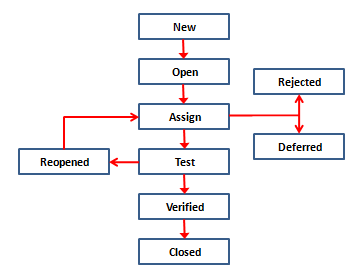 New
Open
Rejected
Assign
Deferred
Reopened
Test
Verified
Closed